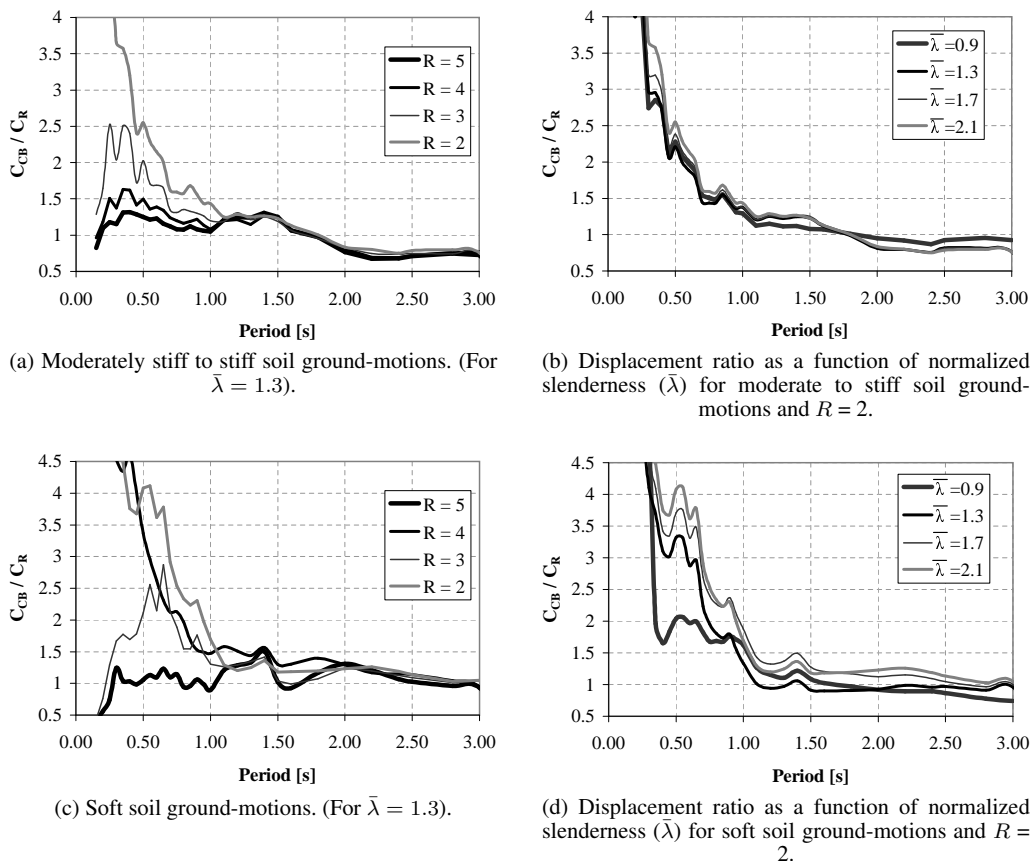 4
3.5
3
2.5
2
1.5
1
0.5
C_CB / C_R
R = 5
R = 4
R = 3
R = 2
0.00 0.50 1.00 1.50 2.00 2.50 3.00
Period [s]
(a) Moderately stiff to stiff soil ground-motions. (For
λ̄ = 1.3).
4
3.5
3
2.5
2
1.5
1
0.5
C_CB / C_R
λ̄ =0.9
λ̄ =1.3
λ̄ =1.7
λ̄ =2.1
0.00 0.50 1.00 1.50 2.00 2.50 3.00
Period [s]
(b) Displacement ratio as a function of normalized
slenderness (λ̄) for moderate to stiff soil ground-
motions and R = 2.
4.5
4
3.5
3
2.5
2
1.5
1
0.5
C_CB / C_R
R = 5
R = 4
R = 3
R = 2
0.00 0.50 1.00 1.50 2.00 2.50 3.00
Period [s]
(c) Soft soil ground-motions. (For λ̄ = 1.3).
4.5
4
3.5
3
2.5
2
1.5
1
0.5
C_CB / C_R
λ̄ =0.9
λ̄ =1.3
λ̄ =1.7
λ̄ =2.1
0.00 0.50 1.00 1.50 2.00 2.50 3.00
Period [s]
(d) Displacement ratio as a function of normalized
slenderness (λ̄) for soft soil ground-motions and R =
2.